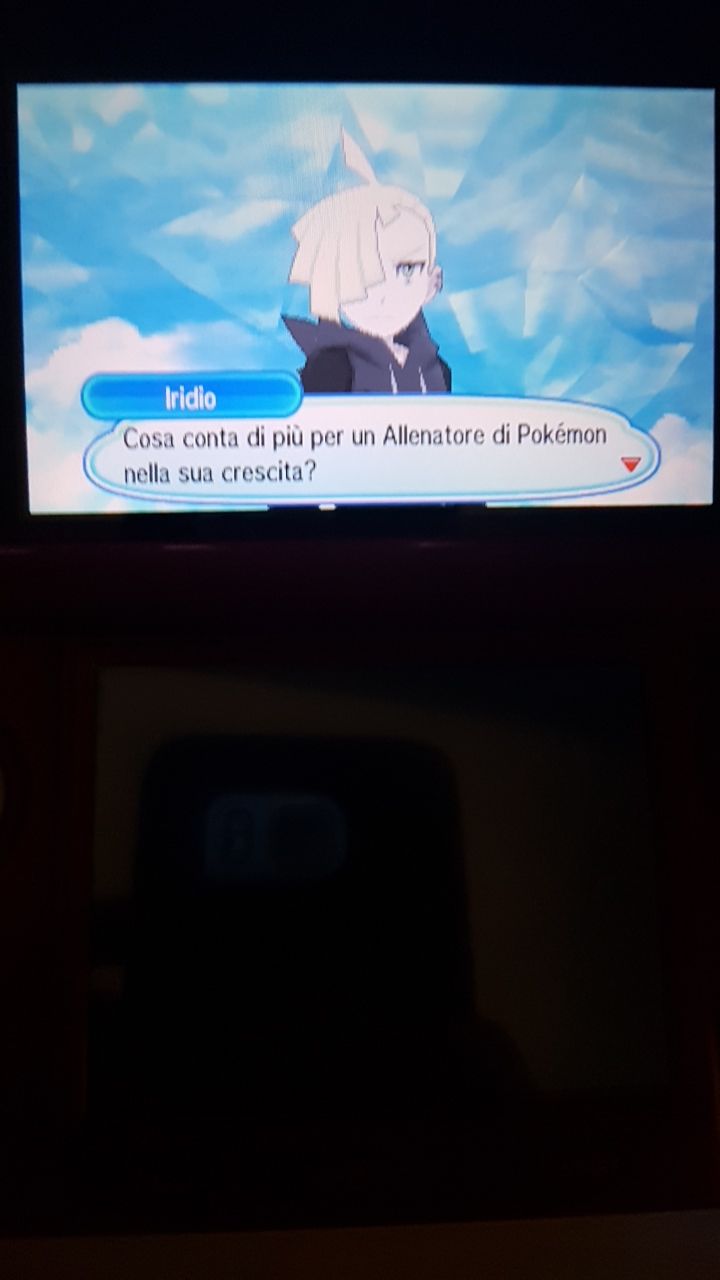 Iridio
Cosa conta di più per un Allenatore di Pokémon
nella sua crescita?